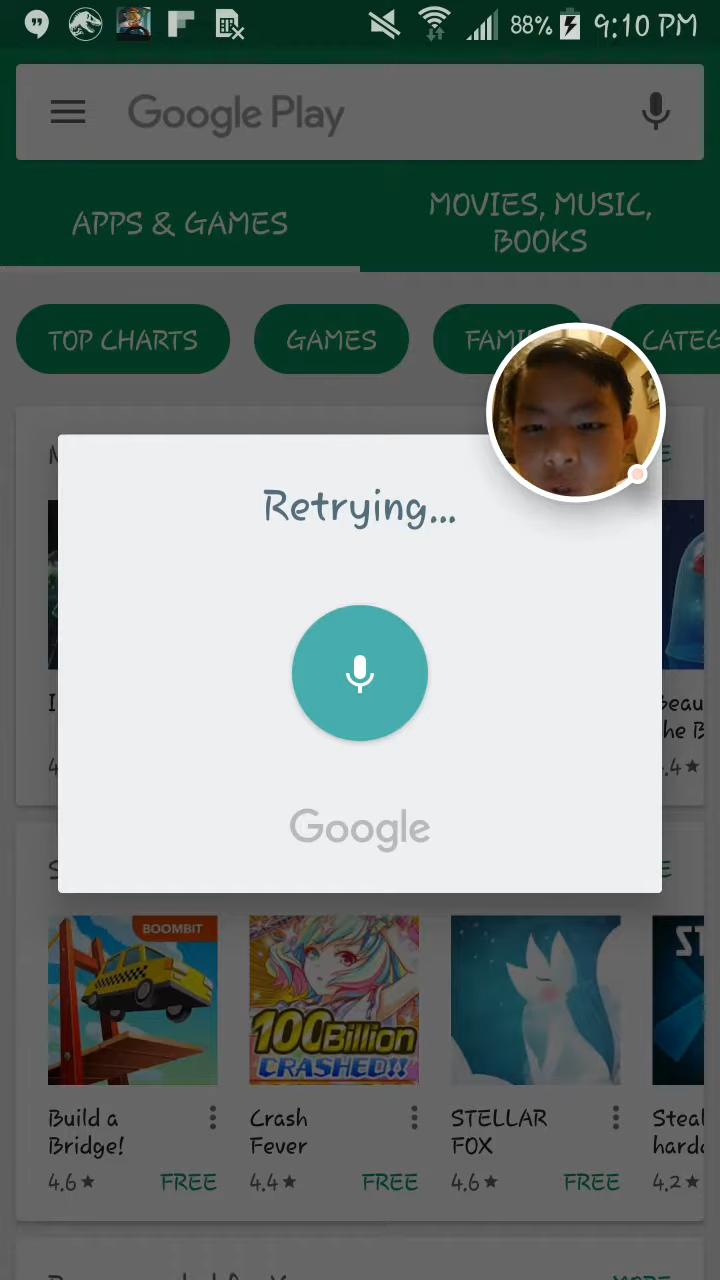 88% 9:10 PM
Google Play
APPS & GAMES
MOVIES, MUSIC,
BOOKS
TOP CHARTS
GAMES
Retrying...
Google
BOOMBIT
100Billion
CRASHED!!
Build a
Bridge!
4.6★
FREE
Crash
Fever
4.4★
FREE
STELLAR
FOX
4.6★
FREE
4.2★